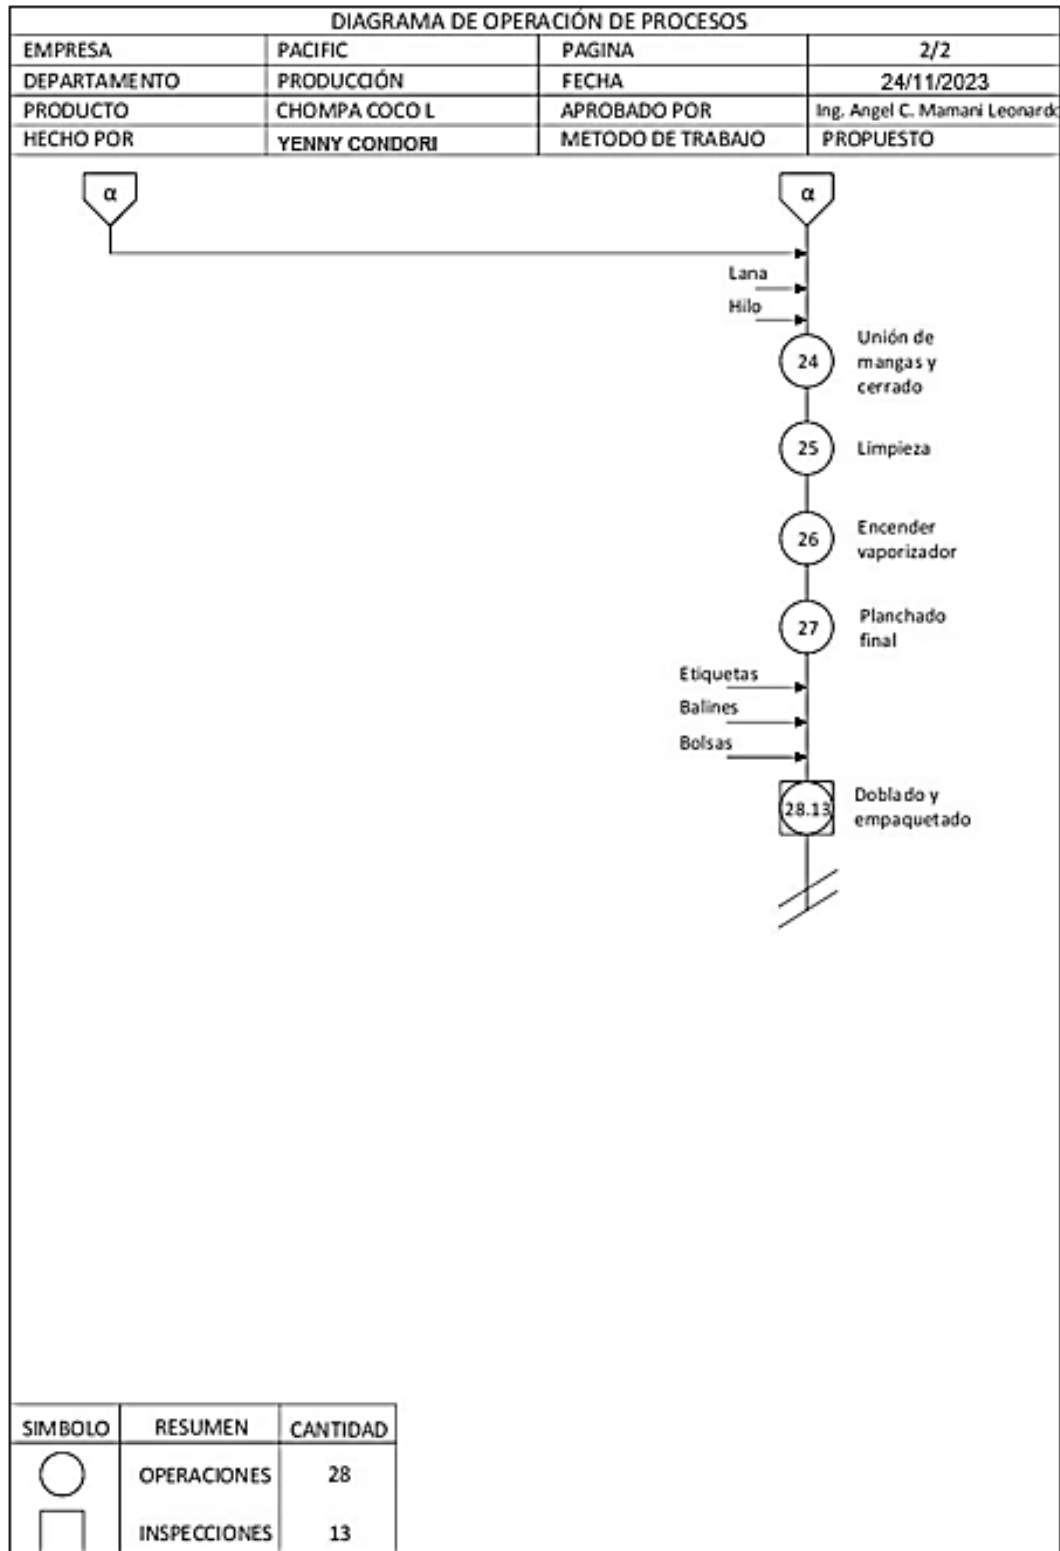 DIAGRAMA DE OPERACIÓN DE PROCESOS
EMPRESA PACIFIC PAGINA 2/2
DEPARTAMENTO PRODUCCIÓN FECHA 24/11/2023
PRODUCTO CHOMPA COCO L APROBADO POR Ing. Angel C. Mamani Leonardo
HECHO POR YENNY CONDORI METODO DE TRABAJO PROPUESTO
α α
Lana
Hilo
24 Unión de
mangas y
cerrado
25 Limpieza
26 Encender
vaporizador
27 Planchado
final
Etiquetas
Balines
Bolsas
28.13 Doblado y
empaquetado
SIMBOLO RESUMEN CANTIDAD
OPERACIONES 28
INSPECCIONES 13